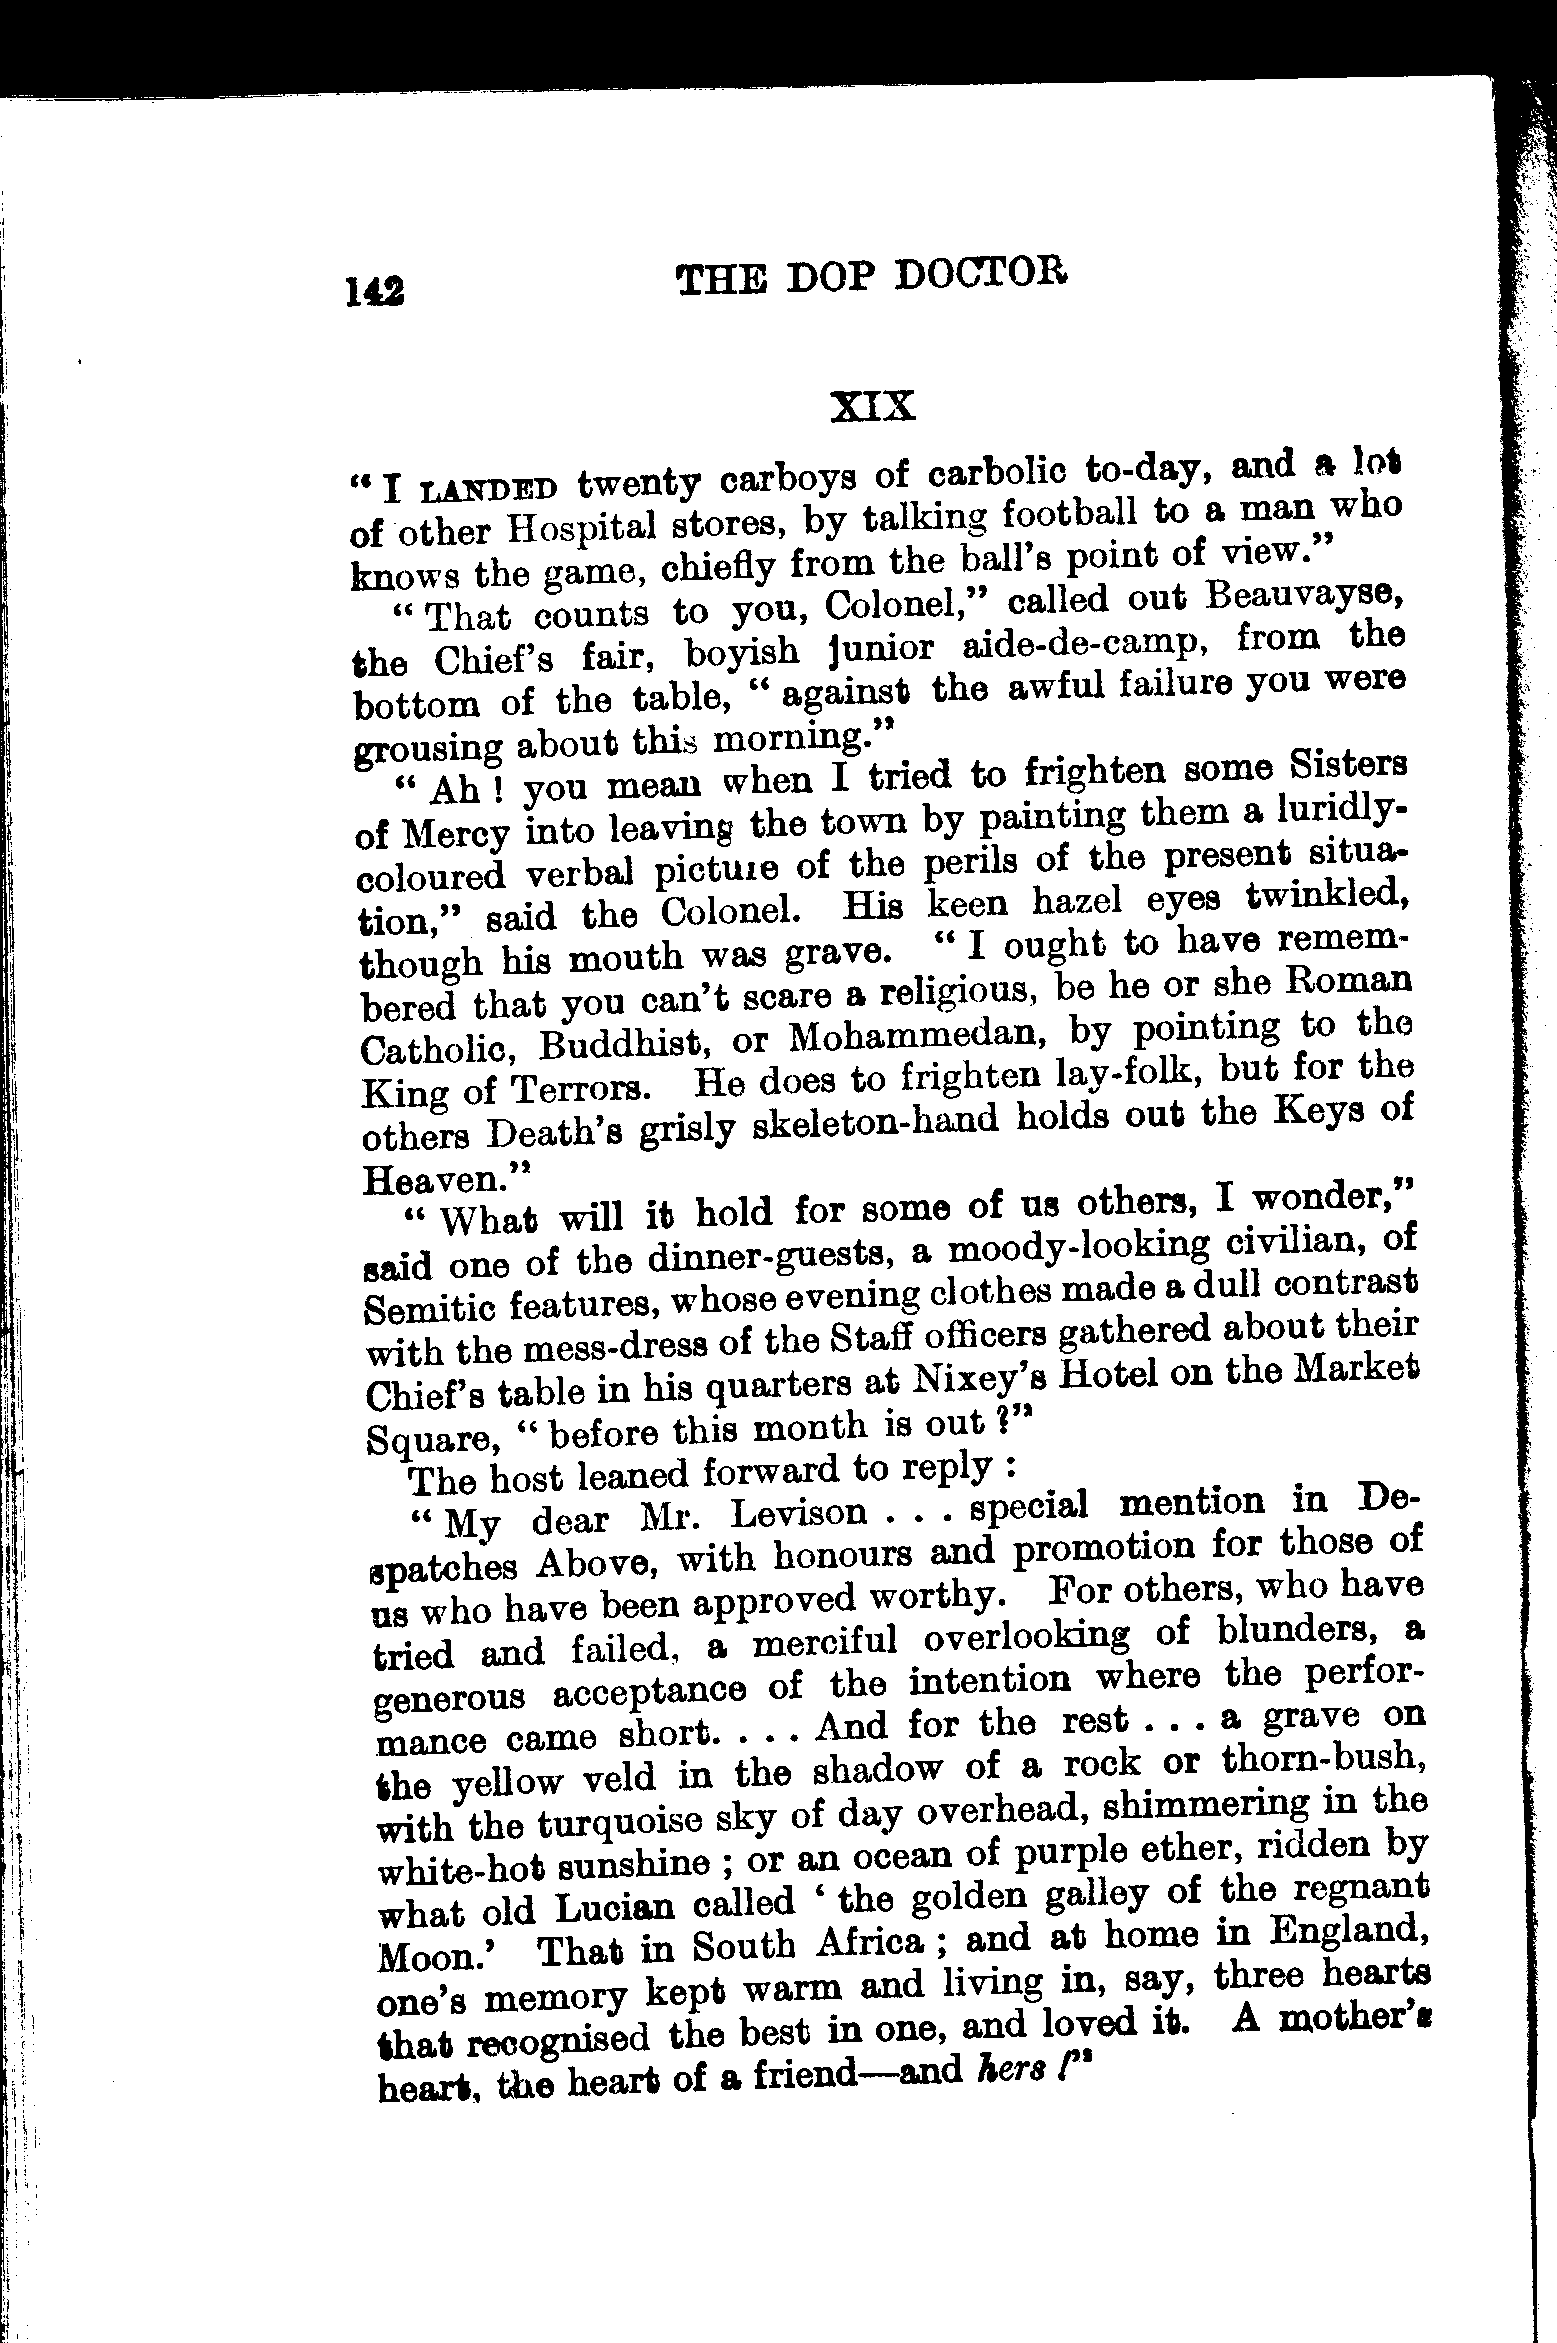 142 THE DOP DOCTOR
XIX
“ I LANDED twenty carboys of carbolic to-day, and a lot
of other Hospital stores, by talking football to a man who
knows the game, chiefly from the ball’s point of view.”
“ That counts to you, Colonel,” called out Beauvayse,
the Chief’s fair, boyish junior aide-de-camp, from the
bottom of the table, “ against the awful failure you were
grousing about this morning.”
“ Ah ! you mean when I tried to frighten some Sisters
of Mercy into leaving the town by painting them a luridly-
coloured verbal picture of the perils of the present situa-
tion,” said the Colonel. His keen hazel eyes twinkled,
though his mouth was grave. “ I ought to have remem-
bered that you can’t scare a religious, be he or she Roman
Catholic, Buddhist, or Mohammedan, by pointing to the
King of Terrors. He does to frighten lay-folk, but for the
others Death’s grisly skeleton-hand holds out the Keys of
Heaven.”
“ What will it hold for some of us others, I wonder,”
said one of the dinner-guests, a moody-looking civilian, of
Semitic features, whose evening clothes made a dull contrast
with the mess-dress of the Staff officers gathered about their
Chief’s table in his quarters at Nixey’s Hotel on the Market
Square, “ before this month is out ?”
The host leaned forward to reply :
“ My dear Mr. Levison . . . special mention in De-
spatches Above, with honours and promotion for those of
us who have been approved worthy. For others, who have
tried and failed, a merciful overlooking of blunders, a
generous acceptance of the intention where the perfor-
mance came short. . . . And for the rest . . . a grave on
the yellow veld in the shadow of a rock or thorn-bush,
with the turquoise sky of day overhead, shimmering in the
white-hot sunshine ; or an ocean of purple ether, ridden by
what old Lucian called ‘ the golden galley of the regnant
Moon.’ That in South Africa ; and at home in England,
one’s memory kept warm and living in, say, three hearts
that recognised the best in one, and loved it. A mother’s
heart, the heart of a friend—and hers !”